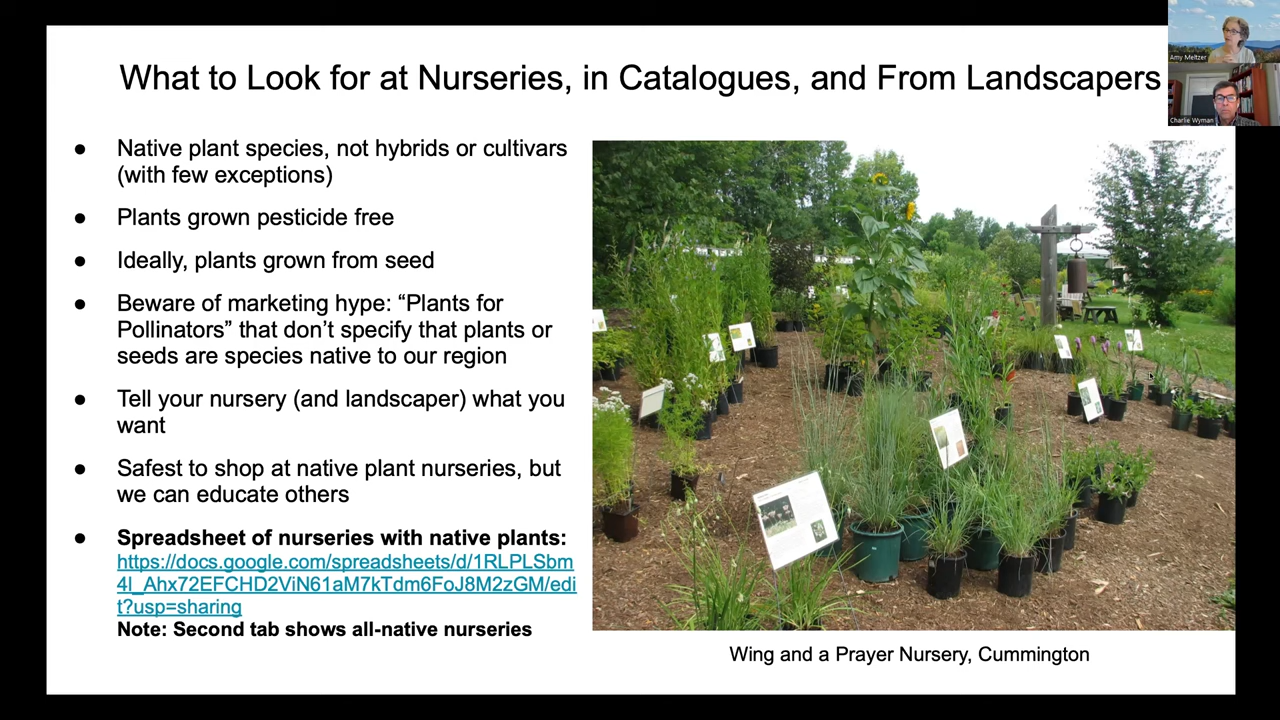 What to Look for at Nurseries, in Catalogues, and From Landscapers
● Native plant species, not hybrids or cultivars
(with few exceptions)
● Plants grown pesticide free
● Ideally, plants grown from seed
● Beware of marketing hype: “Plants for
Pollinators” that don’t specify that plants or
seeds are species native to our region
● Tell your nursery (and landscaper) what you
want
● Safest to shop at native plant nurseries, but
we can educate others
● Spreadsheet of nurseries with native plants:
https://docs.google.com/spreadsheets/d/1RLPLSbm
4l_Ahx72EFCHD2ViN61aM7kTdm6FoJ8M2zGM/edi
t?usp=sharing
Note: Second tab shows all-native nurseries
Wing and a Prayer Nursery, Cummington
Amy Meltzer
Charlie Wyman